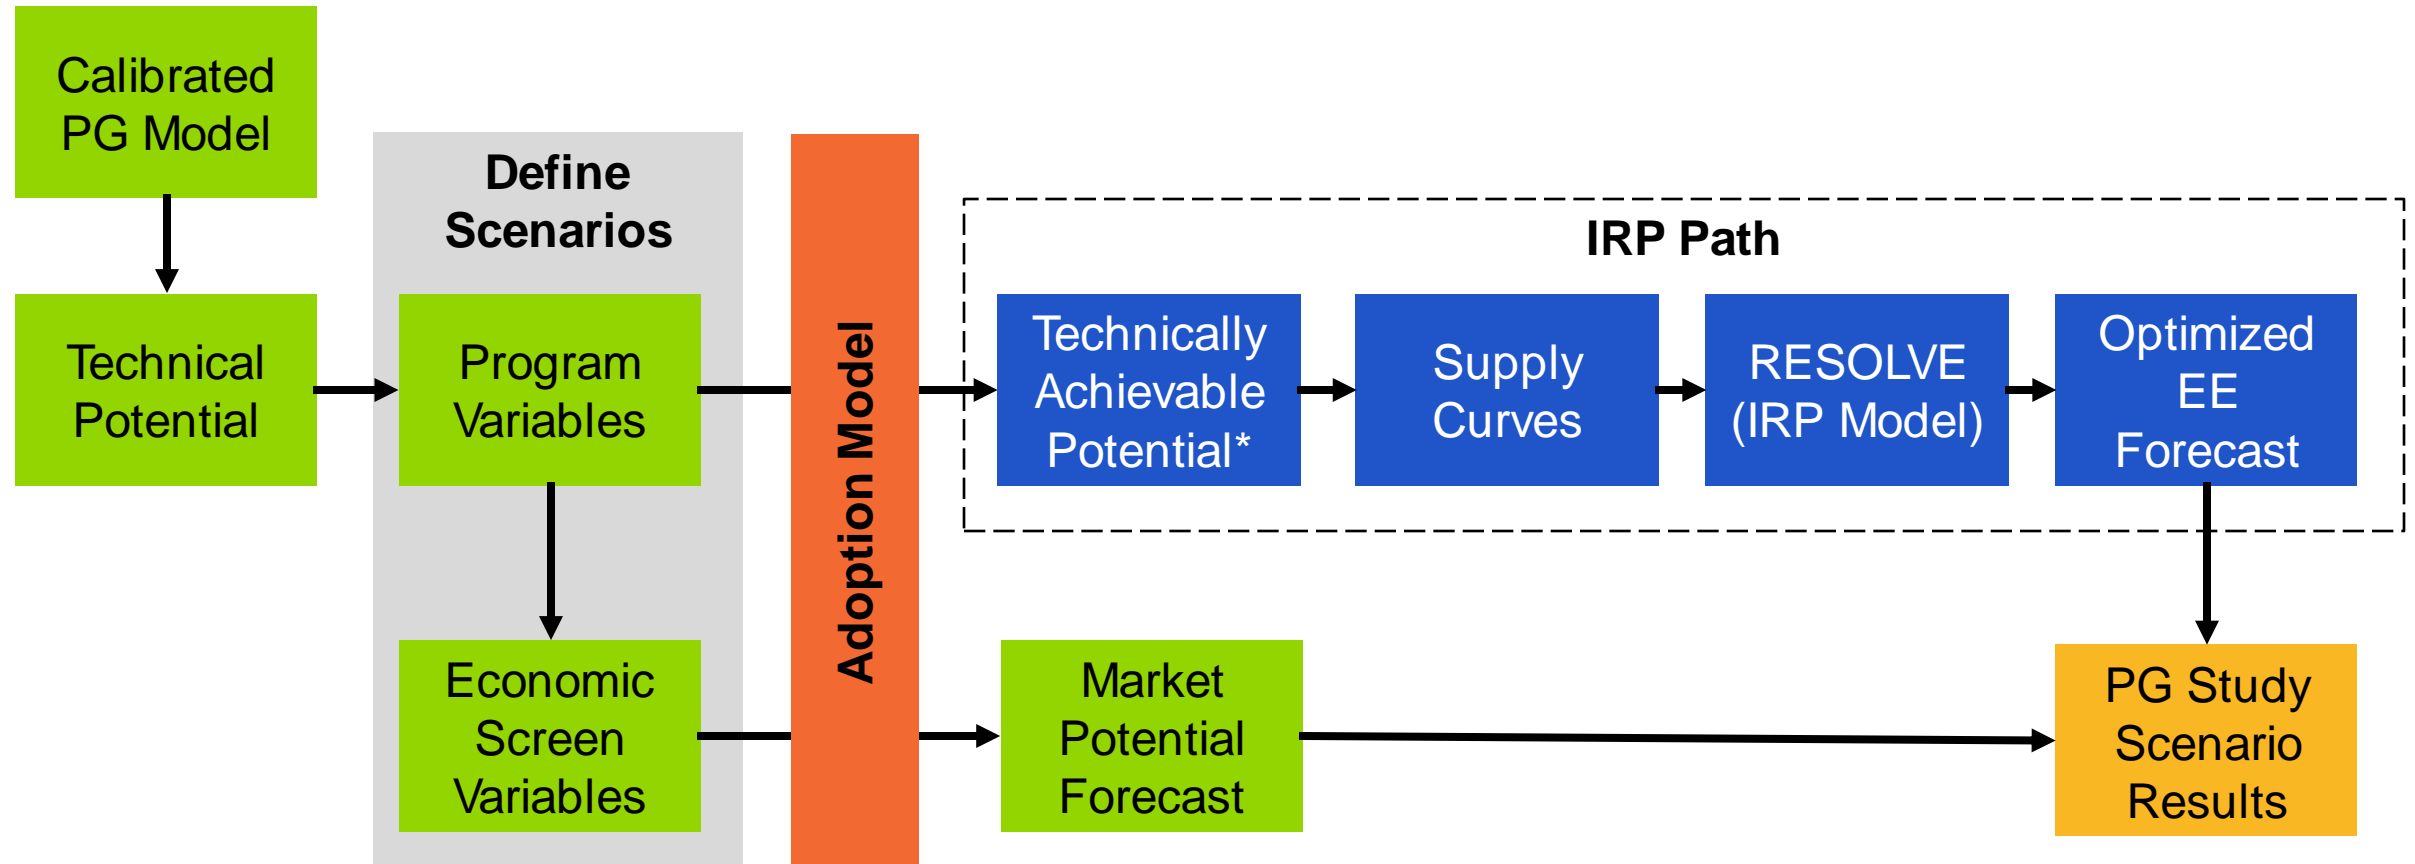 Calibrated
PG Model
Technical
Potential
Define
Scenarios
Program
Variables
Economic
Screen
Variables
Adoption Model
IRP Path
Technically
Achievable
Potential*
Supply
Curves
RESOLVE
(IRP Model)
Optimized
EE
Forecast
Market
Potential
Forecast
PG Study
Scenario
Results